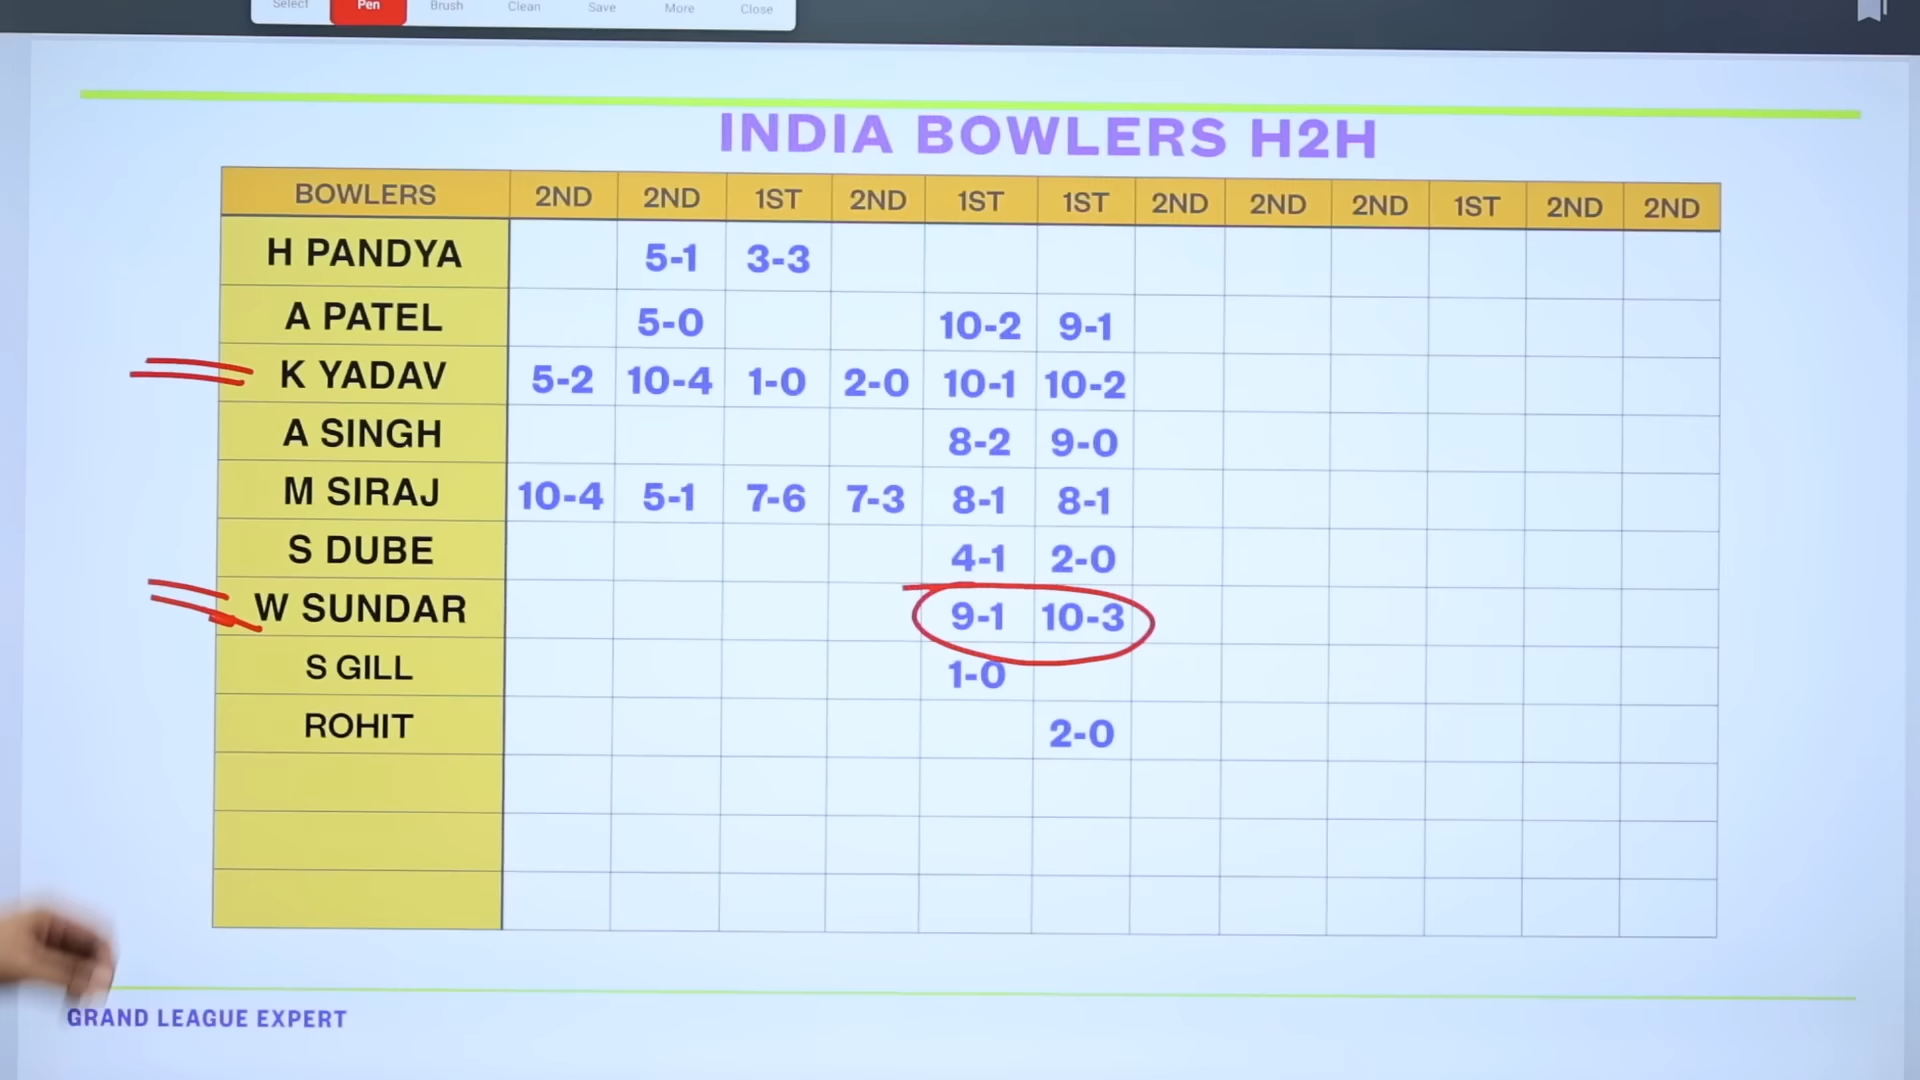 Select Pen Brush Clean Save More Close
INDIA BOWLERS H2H
BOWLERS 2ND 2ND 1ST 2ND 1ST 1ST 2ND 2ND 2ND 1ST 2ND 2ND
H PANDYA 5-1 3-3
A PATEL 5-0 10-2 9-1
K YADAV 5-2 10-4 1-0 2-0 10-1 10-2
A SINGH 8-2 9-0
M SIRAJ 10-4 5-1 7-6 7-3 8-1 8-1
S DUBE 4-1 2-0
W SUNDAR 9-1 10-3
S GILL 1-0
ROHIT 2-0
GRAND LEAGUE EXPERT